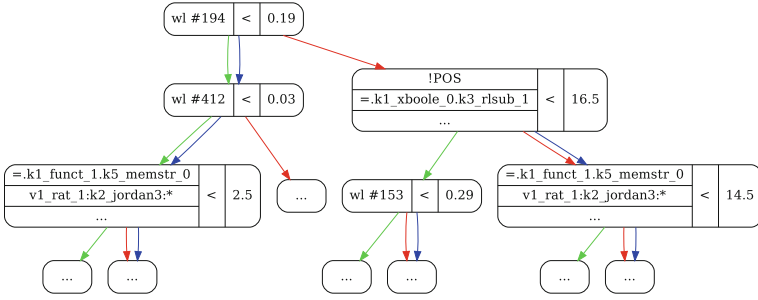 wl #194 < 0.19
wl #412 < 0.03
!POS
=.k1_xboole_0.k3_rlsub_1 < 16.5
...
=.k1_funct_1.k5_memstr_0
v1_rat_1:k2_jordan3:* < 2.5
...
...
wl #153 < 0.29
=.k1_funct_1.k5_memstr_0
v1_rat_1:k2_jordan3:* < 14.5
...
... ... ... ... ... ...